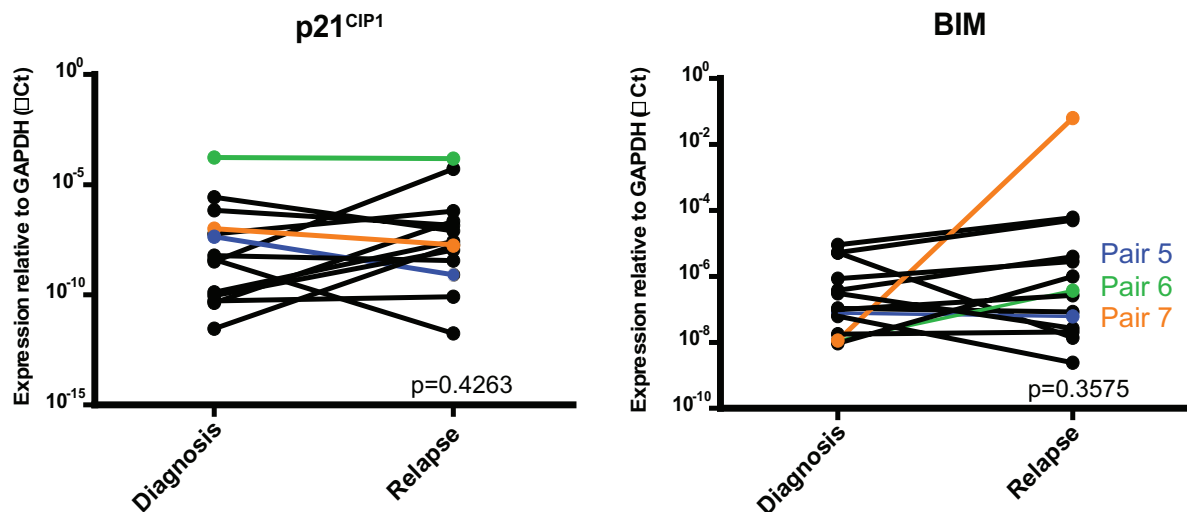 p21^CIP1
Expression relative to GAPDH (□Ct)
10^0
10^-5
10^-10
10^-15
p=0.4263
Diagnosis
Relapse
BIM
Expression relative to GAPDH (□Ct)
10^0
10^-2
10^-4
10^-6
10^-8
10^-10
Pair 5
Pair 6
Pair 7
p=0.3575
Diagnosis
Relapse